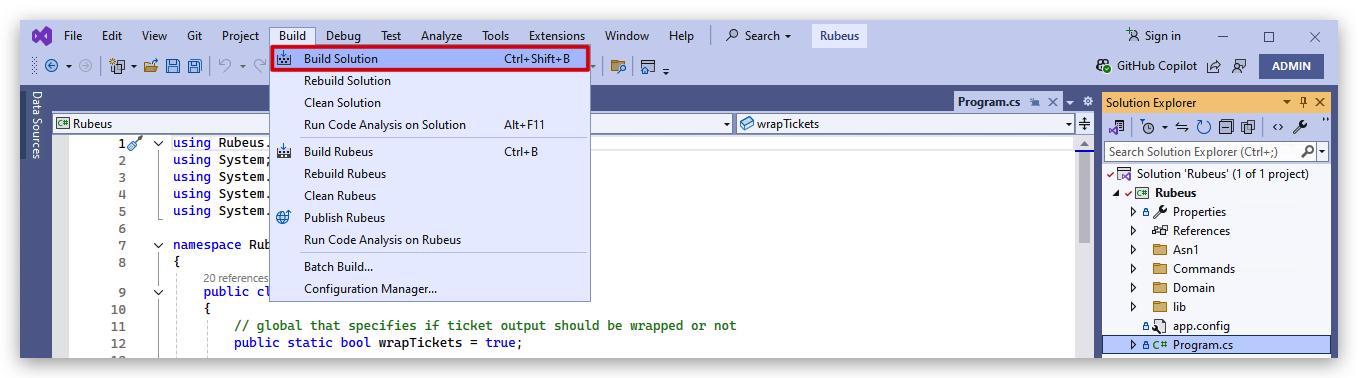 File Edit View Git Project Build Debug Test Analyze Tools Extensions Window Help Search Rubeus Sign in
GitHub Copilot ADMIN
Build Solution Ctrl+Shift+B
Rebuild Solution
Clean Solution
Run Code Analysis on Solution Alt+F11
Build Rubeus Ctrl+B
Rebuild Rubeus
Clean Rubeus
Publish Rubeus
Run Code Analysis on Rubeus
Batch Build...
Configuration Manager...
Data Sources
Program.cs
Rubeus wrapTickets
1 using Rubeus.
2 using System;
3 using System.
4 using System.
5 using System.
6
7 namespace Rub
8 {
20 references
9 public cl
10 {
11 // global that specifies if ticket output should be wrapped or not
12 public static bool wrapTickets = true;
Solution Explorer
Search Solution Explorer (Ctrl+;)
Solution 'Rubeus' (1 of 1 project)
C# Rubeus
Properties
References
Asn1
Commands
Domain
lib
app.config
C# Program.cs